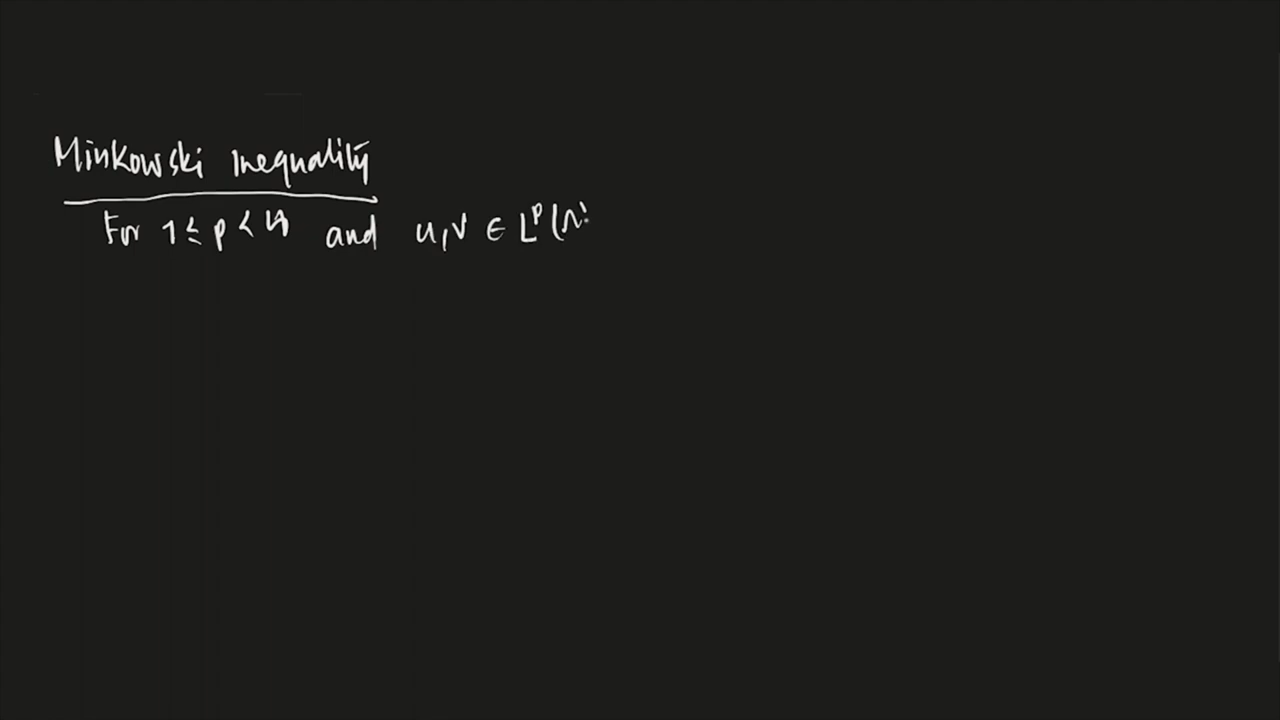 Minkowski Inequality
For 1 ≤ p < ∞ and u, v ∈ L^p(Ω